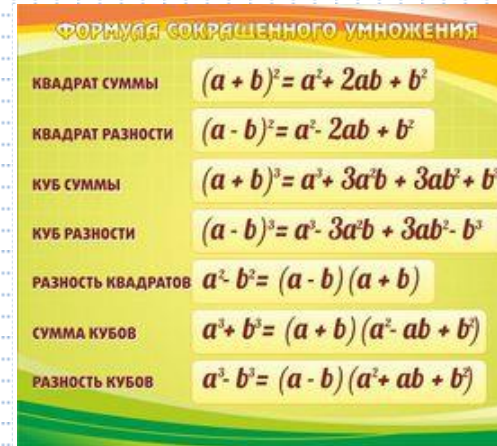 ФОРМУЛА СОКРАЩЕННОГО УМНОЖЕНИЯ
КВАДРАТ СУММЫ (a + b)²= a²+ 2ab + b²
КВАДРАТ РАЗНОСТИ (a - b)²= a²- 2ab + b²
КУБ СУММЫ (a + b)³= a³+ 3a²b + 3ab²+ b³
КУБ РАЗНОСТИ (a - b)³= a³- 3a²b + 3ab²- b³
РАЗНОСТЬ КВАДРАТОВ a²- b²= (a - b)(a + b)
СУММА КУБОВ a³+ b³= (a + b)(a²- ab + b²)
РАЗНОСТЬ КУБОВ a³- b³= (a - b)(a²+ ab + b²)